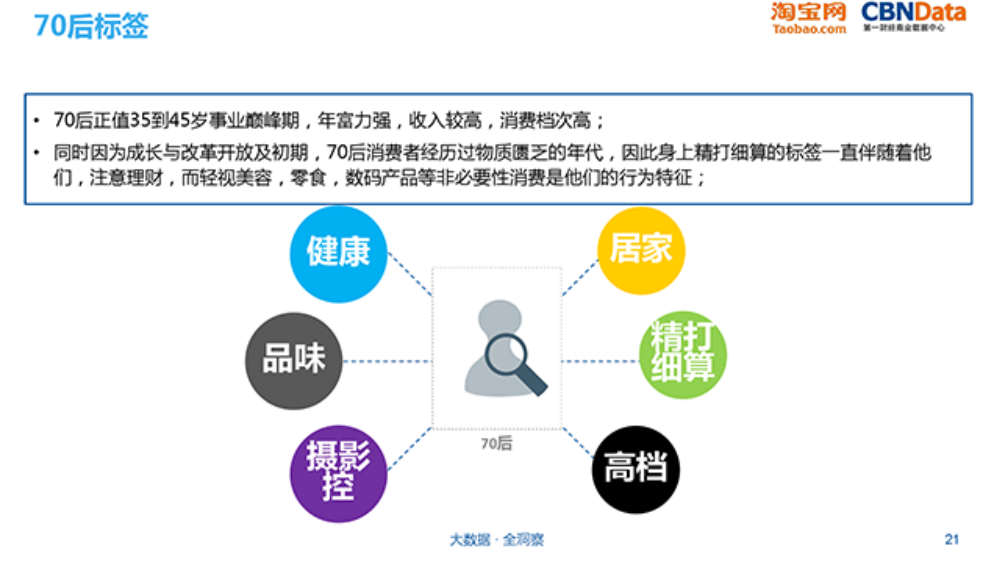 70后标签
淘宝网
Taobao.com
CBNData
第一财经商业数据中心
• 70后正值35到45岁事业巅峰期，年富力强，收入较高，消费档次高；
• 同时因为成长与改革开放及初期，70后消费者经历过物质匮乏的年代，因此身上精打细算的标签一直伴随着他
们，注意理财，而轻视美容，零食，数码产品等非必要性消费是他们的行为特征；
健康
居家
品味
精打
细算
摄影
控
高档
70后
大数据·全洞察
21